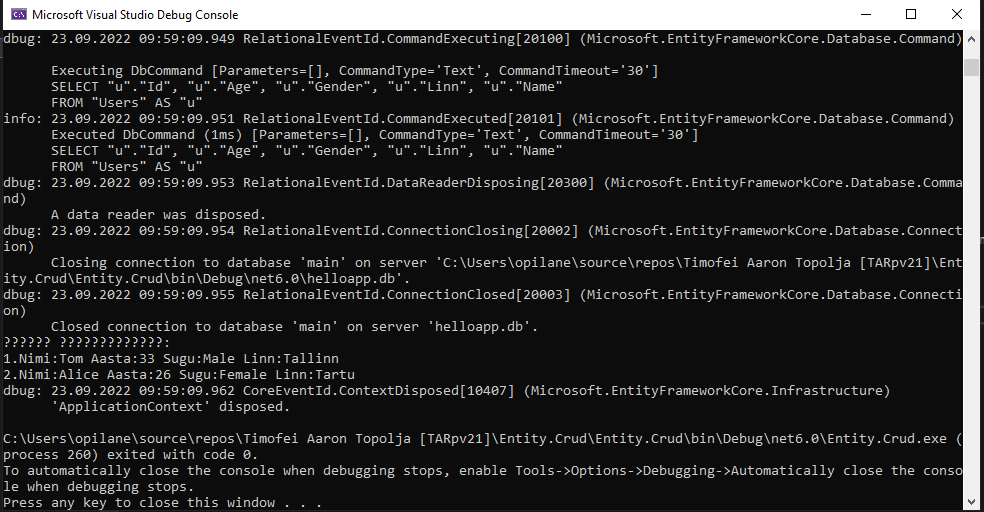 Microsoft Visual Studio Debug Console
dbug: 23.09.2022 09:59:09.949 RelationalEventId.CommandExecuting[20100] (Microsoft.EntityFrameworkCore.Database.Command)
Executing DbCommand [Parameters=[], CommandType='Text', CommandTimeout='30']
SELECT "u"."Id", "u"."Age", "u"."Gender", "u"."Linn", "u"."Name"
FROM "Users" AS "u"
info: 23.09.2022 09:59:09.951 RelationalEventId.CommandExecuted[20101] (Microsoft.EntityFrameworkCore.Database.Command)
Executed DbCommand (1ms) [Parameters=[], CommandType='Text', CommandTimeout='30']
SELECT "u"."Id", "u"."Age", "u"."Gender", "u"."Linn", "u"."Name"
FROM "Users" AS "u"
dbug: 23.09.2022 09:59:09.953 RelationalEventId.DataReaderDisposing[20300] (Microsoft.EntityFrameworkCore.Database.Comma
nd)
A data reader was disposed.
dbug: 23.09.2022 09:59:09.954 RelationalEventId.ConnectionClosing[20002] (Microsoft.EntityFrameworkCore.Database.Connect
ion)
Closing connection to database 'main' on server 'C:\Users\opilane\source\repos\Timofei Aaron Topolja [TARpv21]\Ent
ity.Crud\Entity.Crud\bin\Debug\net6.0\helloapp.db'.
dbug: 23.09.2022 09:59:09.955 RelationalEventId.ConnectionClosed[20003] (Microsoft.EntityFrameworkCore.Database.Connecti
on)
Closed connection to database 'main' on server 'helloapp.db'.
?????? ?????????????:
1.Nimi:Tom Aasta:33 Sugu:Male Linn:Tallinn
2.Nimi:Alice Aasta:26 Sugu:Female Linn:Tartu
dbug: 23.09.2022 09:59:09.962 CoreEventId.ContextDisposed[10407] (Microsoft.EntityFrameworkCore.Infrastructure)
'ApplicationContext' disposed.
C:\Users\opilane\source\repos\Timofei Aaron Topolja [TARpv21]\Entity.Crud\Entity.Crud\bin\Debug\net6.0\Entity.Crud.exe (
process 260) exited with code 0.
To automatically close the console when debugging stops, enable Tools->Options->Debugging->Automatically close the conso
le when debugging stops.
Press any key to close this window . . .